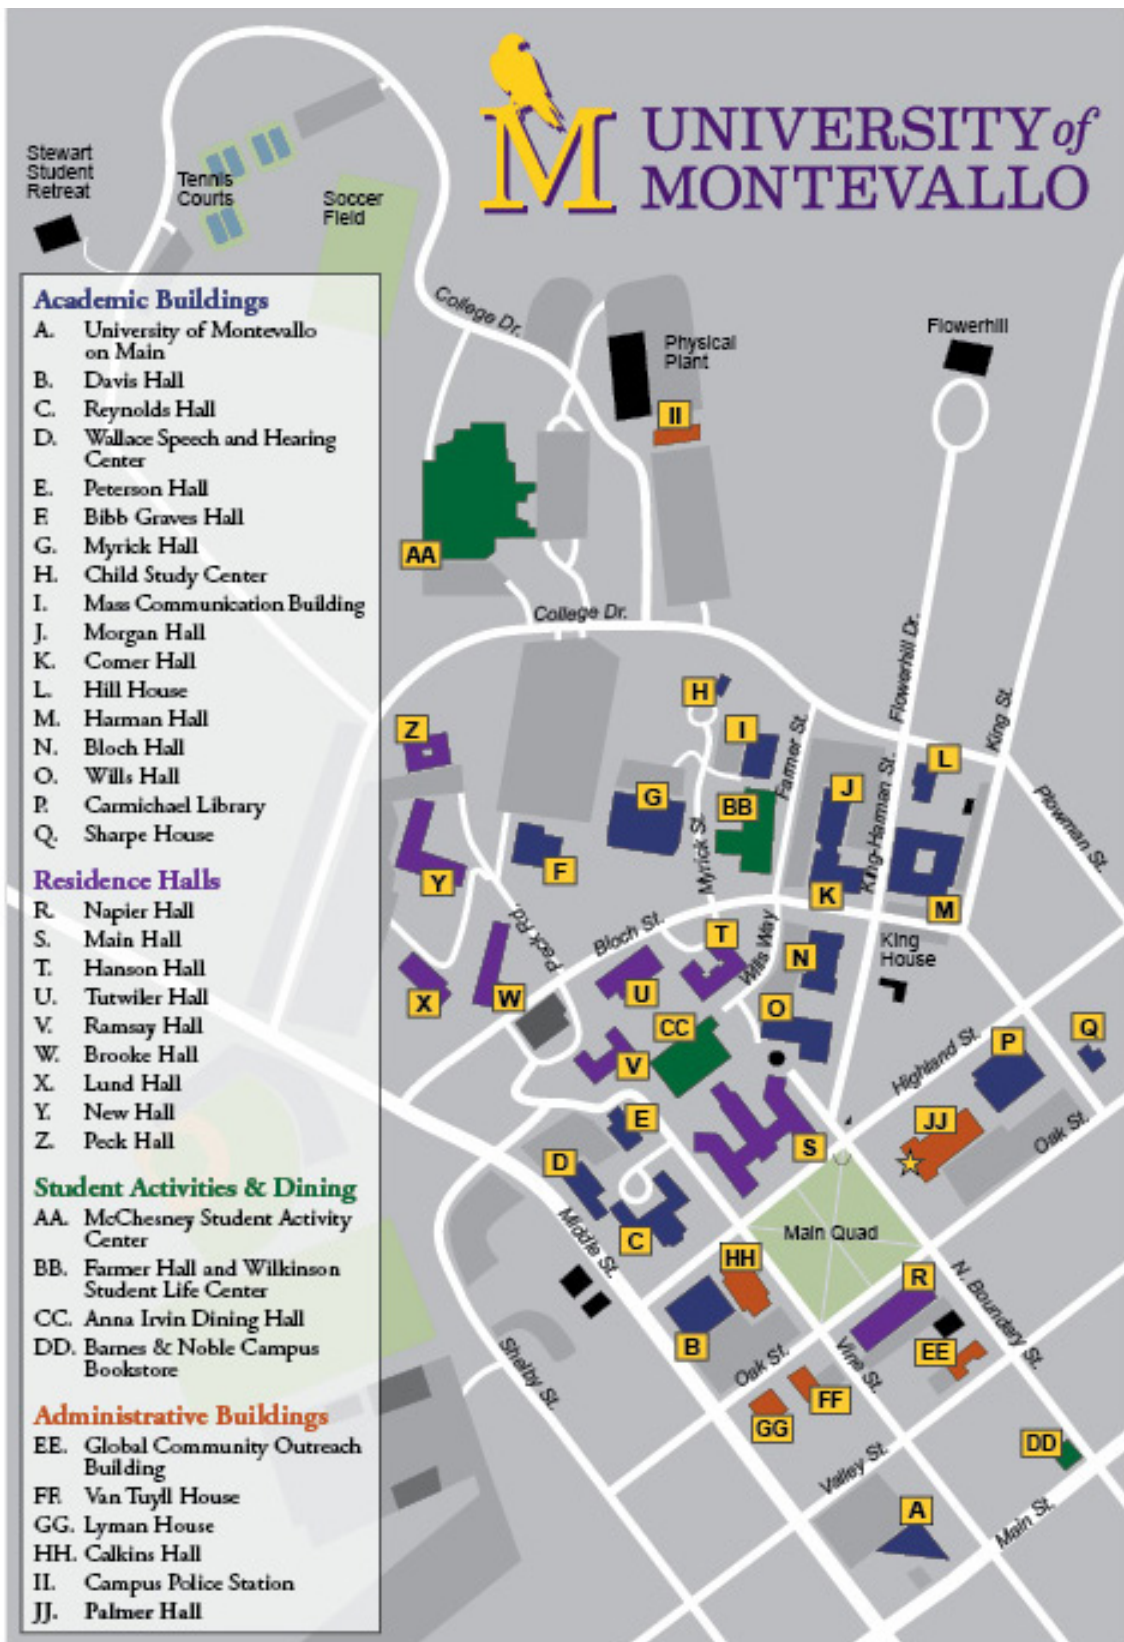 UNIVERSITY of
MONTEVALLO
M
Stewart
Student
Retreat
Tennis
Courts
Soccer
Field
Academic Buildings
A. University of Montevallo
on Main
B. Davis Hall
C. Reynolds Hall
D. Wallace Speech and Hearing
Center
E. Peterson Hall
F. Bibb Graves Hall
G. Myrick Hall
H. Child Study Center
I. Mass Communication Building
J. Morgan Hall
K. Comer Hall
L. Hill House
M. Harman Hall
N. Bloch Hall
O. Wills Hall
P. Carmichael Library
Q. Sharpe House
Residence Halls
R. Napier Hall
S. Main Hall
T. Hanson Hall
U. Tutwiler Hall
V. Ramsay Hall
W. Brooke Hall
X. Lund Hall
Y. New Hall
Z. Peck Hall
Student Activities & Dining
AA. McChesney Student Activity
Center
BB. Farmer Hall and Wilkinson
Student Life Center
CC. Anna Irvin Dining Hall
DD. Barnes & Noble Campus
Bookstore
Administrative Buildings
EE. Global Community Outreach
Building
FF. Van Tuyll House
GG. Lyman House
HH. Calkins Hall
II. Campus Police Station
JJ. Palmer Hall
College Dr.
Physical
Plant
Flowerhill
II
AA
College Dr.
Flowerhill Dr.
King St.
H
Z
I
Farmer St.
L
J
G
BB
King-Harman St.
Plowman St.
Myrick St.
F
Y
K
M
Peck Rd.
Bloch St.
T
Wills Way
King
House
N
X
W
U
O
CC
Q
P
Highland St.
V
E
JJ
Oak St.
S
D
Middle St.
C
Main Quad
HH
R
N. Boundary St.
B
Shelby St.
Oak St.
Vine St.
EE
FF
GG
DD
Valley St.
A
Main St.